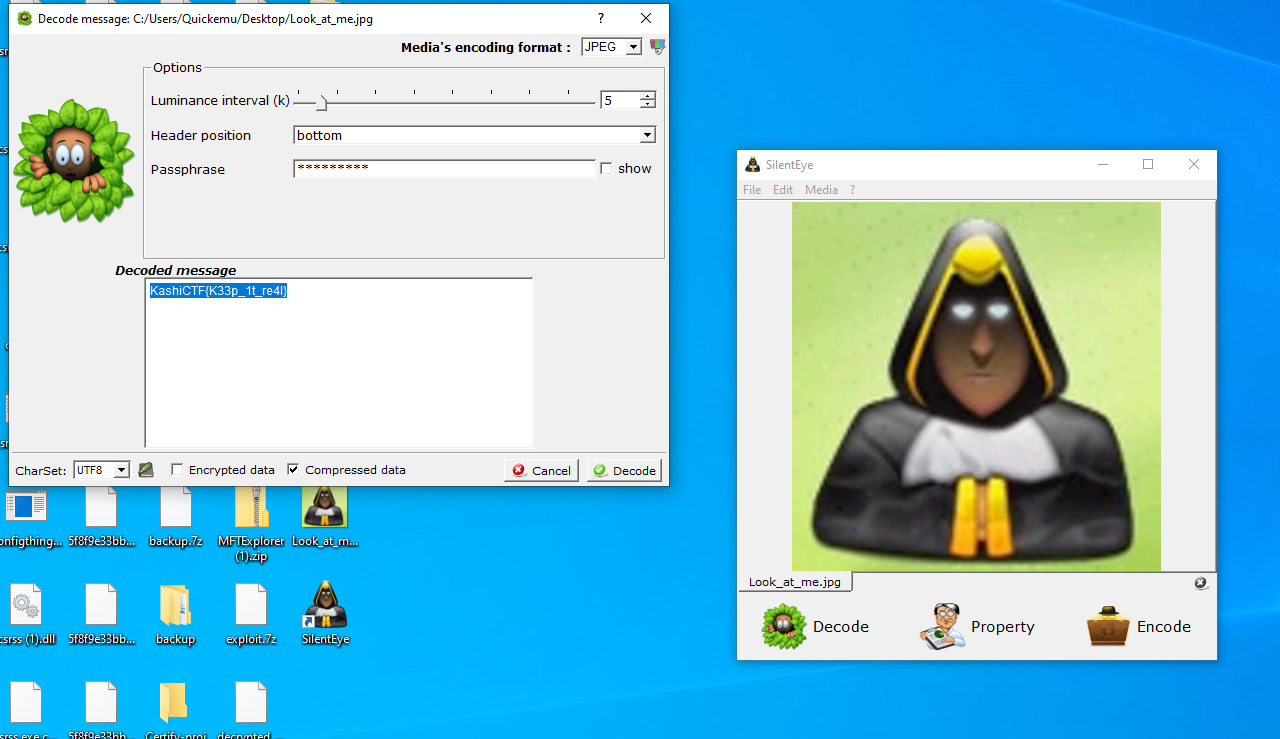 Decode message: C:/Users/Quickemu/Desktop/Look_at_me.jpg
?
Media's encoding format :
JPEG
Options
Luminance interval (k)
5
Header position
bottom
Passphrase
*********
show
Decoded message
KashiCTF{K33p_1t_re4l}
CharSet:
UTF8
Encrypted data
Compressed data
Cancel
Decode
SilentEye
File Edit Media ?
Look_at_me.jpg
Decode
Property
Encode
onfigthing...
5f8f9e33bb...
backup.7z
MFTExplorer
(1).zip
Look_at_m...
csrss (1).dll
5f8f9e33bb...
backup
exploit.7z
SilentEye
5f8f9e33bb...
Certify-proj
decrypted